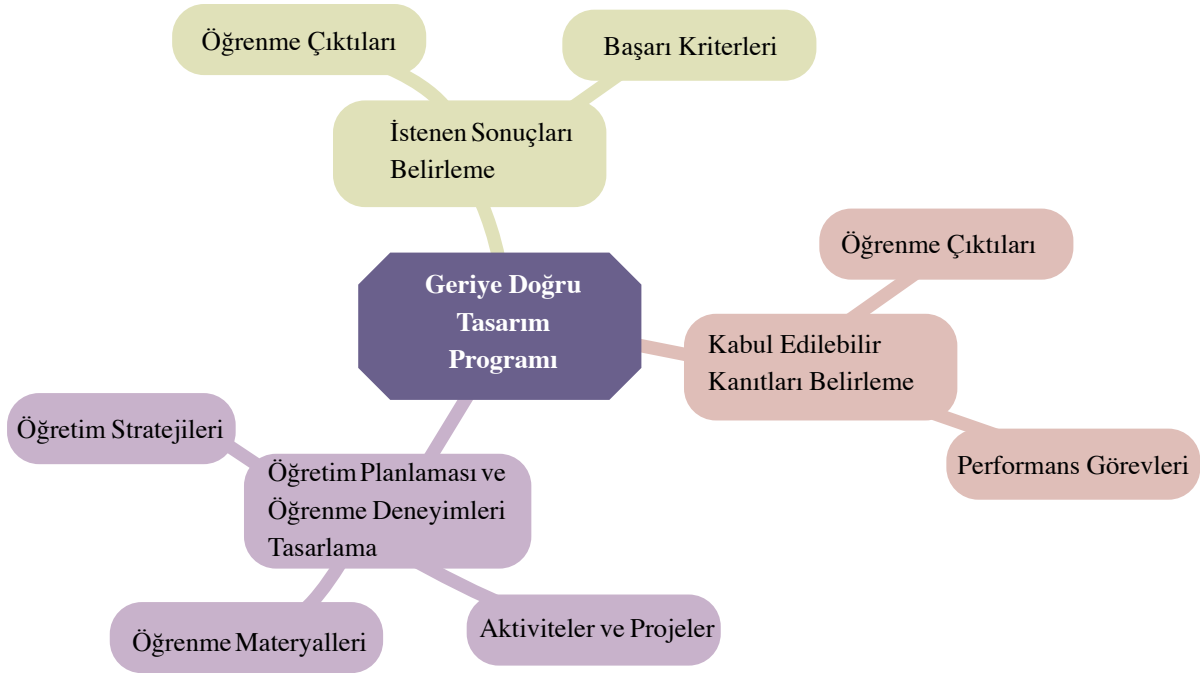 Öğrenme Çıktıları
Başarı Kriterleri
İstenen Sonuçları
Belirleme
Öğrenme Çıktıları
Geriye Doğru
Tasarım
Programı
Kabul Edilebilir
Kanıtları Belirleme
Öğretim Stratejileri
Performans Görevleri
Öğretim Planlaması ve
Öğrenme Deneyimleri
Tasarlama
Öğrenme Materyalleri
Aktiviteler ve Projeler